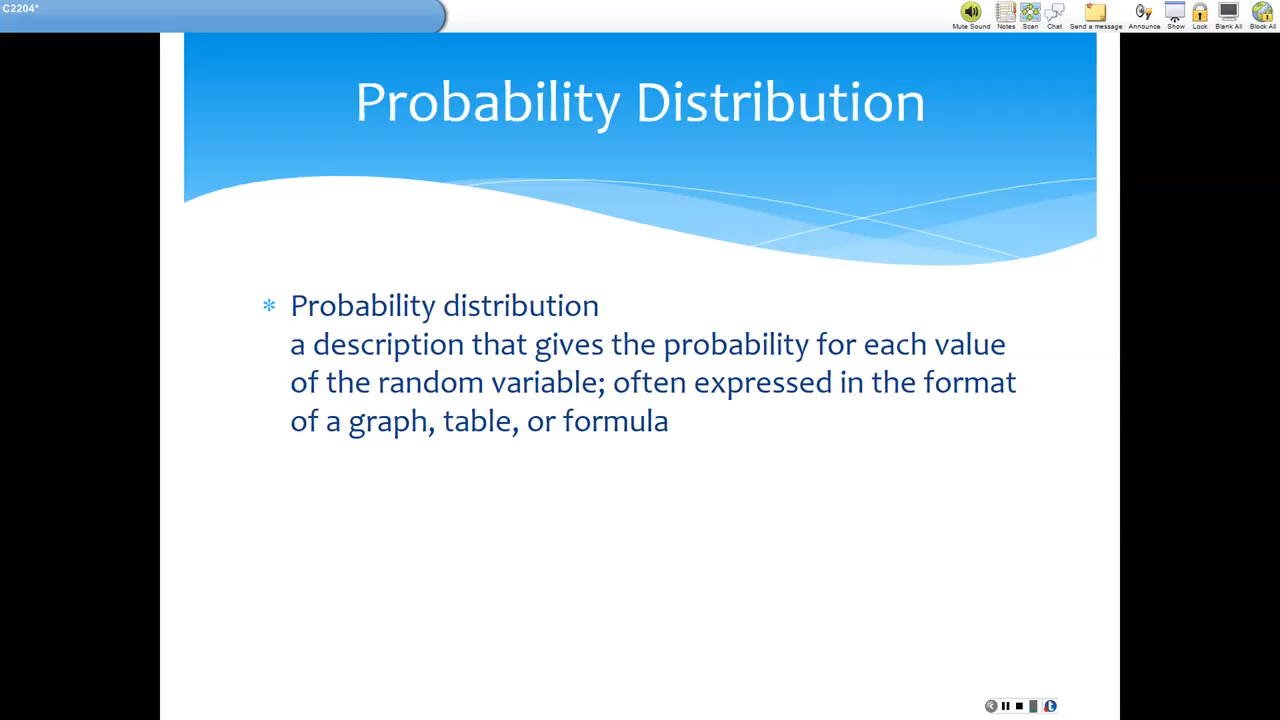 C2204*
Mute Sound Notes Scan Chat Send a message Announce Show Lock Blank All Block All
Probability Distribution
* Probability distribution
a description that gives the probability for each value
of the random variable; often expressed in the format
of a graph, table, or formula